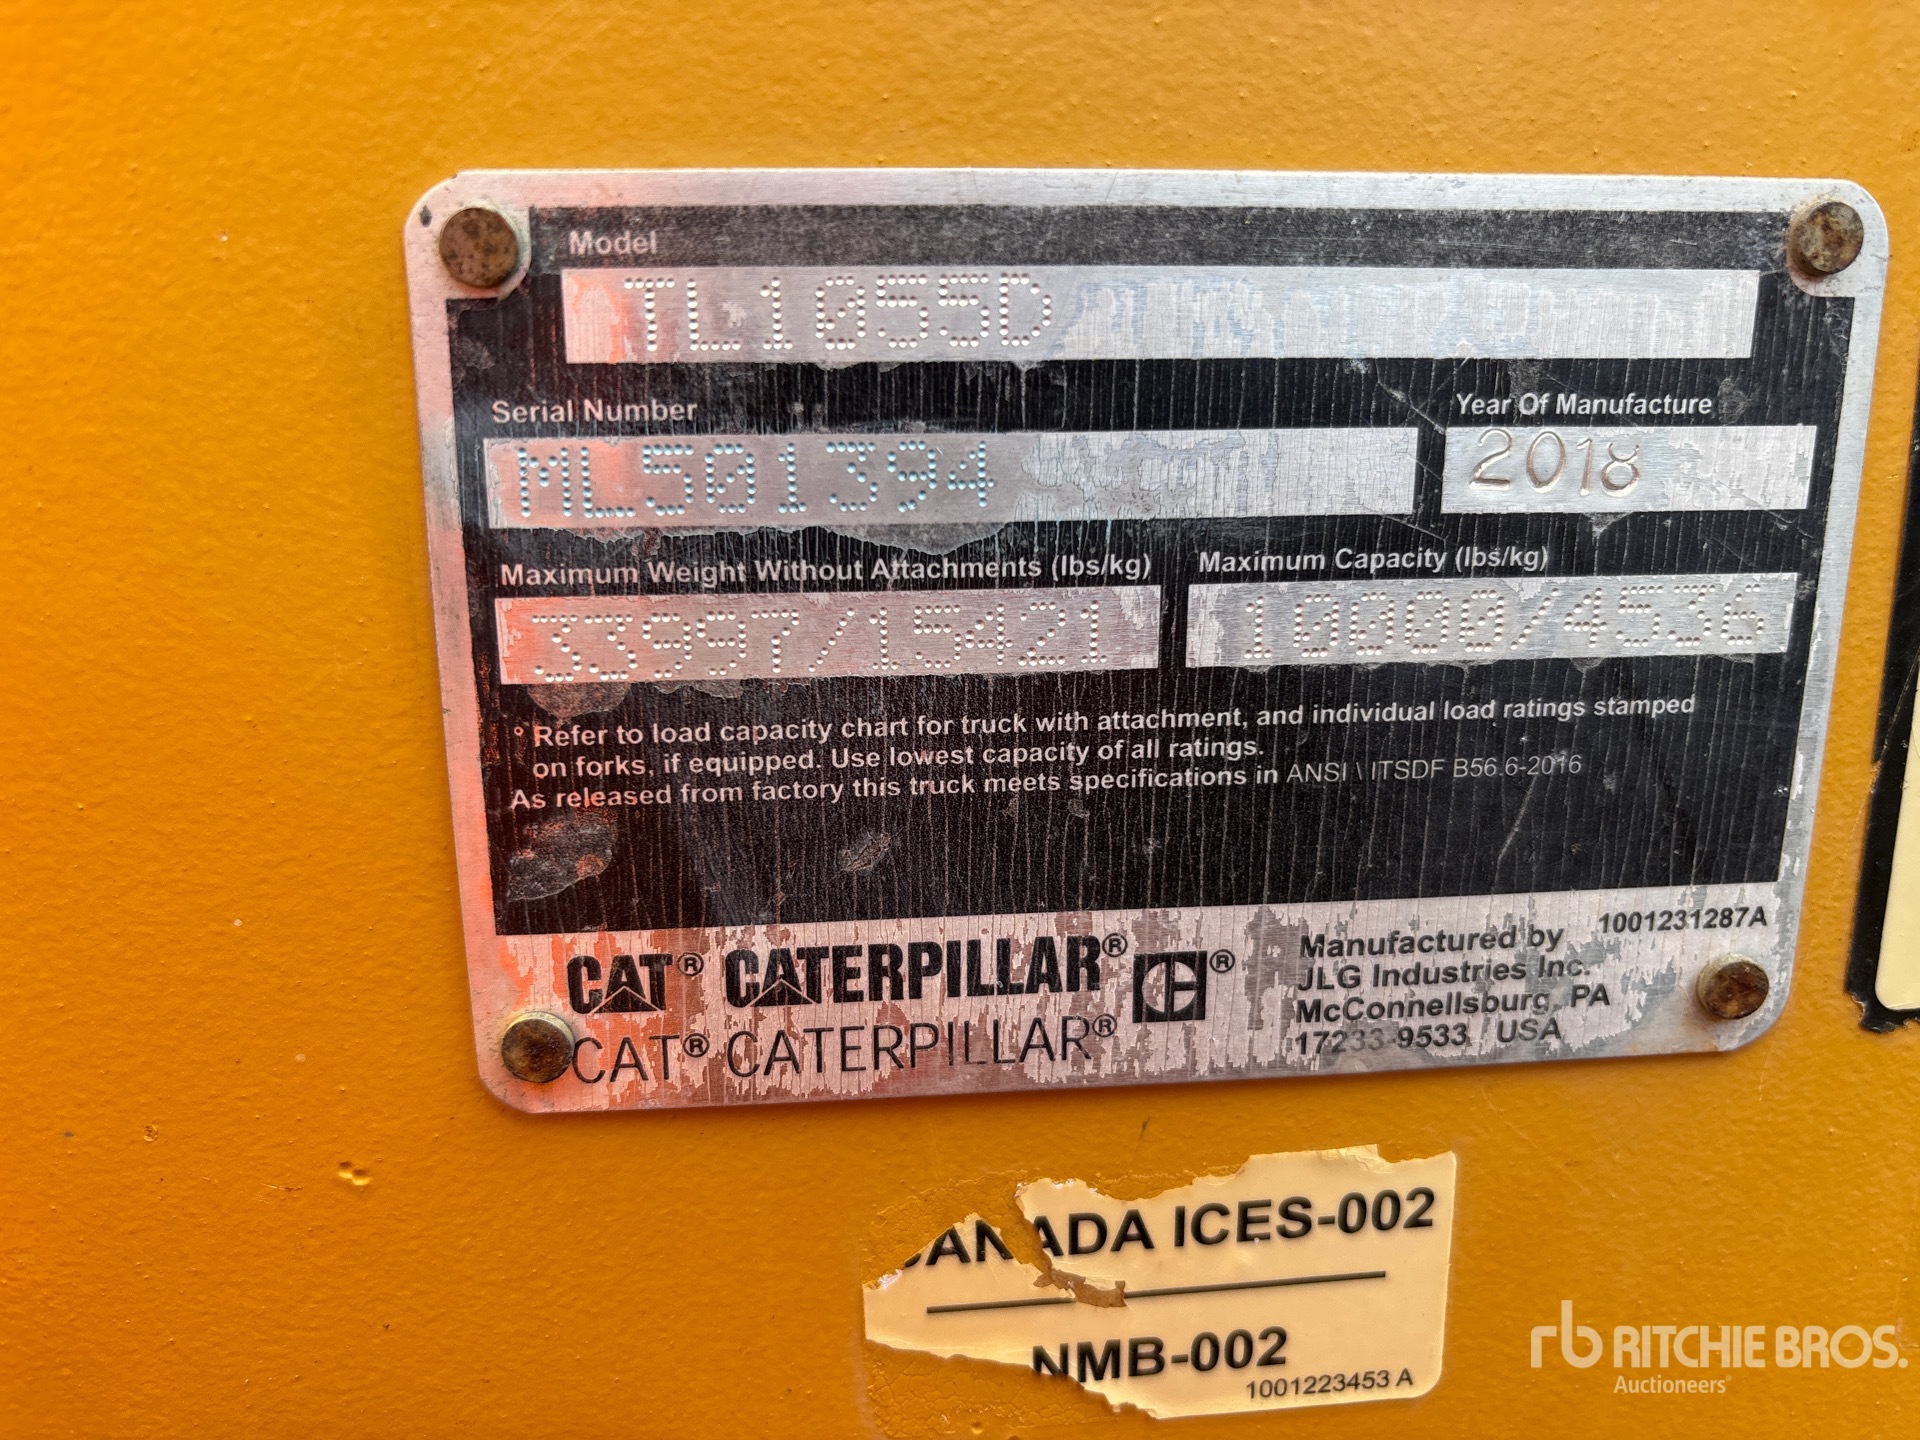 Model
TL1055D
Serial Number
ML501394
Year Of Manufacture
2018
Maximum Weight Without Attachments (lbs/kg)
33997/15421
Maximum Capacity (lbs/kg)
10000/4536
° Refer to load capacity chart for truck with attachment, and individual load ratings stamped
on forks, if equipped. Use lowest capacity of all ratings.
As released from factory this truck meets specifications in ANSI \ ITSDF B56.6-2016
CAT® CATERPILLAR® ®
CAT® CATERPILLAR®
Manufactured by
JLG Industries Inc.
McConnellsburg, PA
17233-9533 / USA
1001231287A
CANADA ICES-002
NMB-002
1001223453 A
rb RITCHIE BROS.
Auctioneers